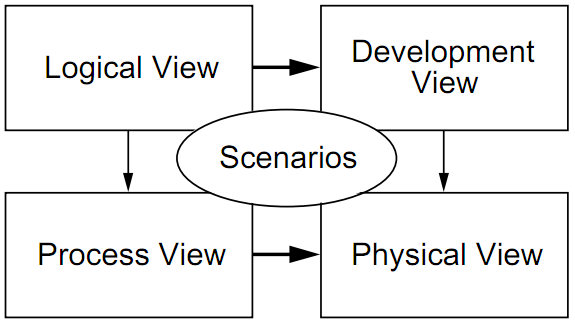 Logical View
Development
View
Scenarios
Process View
Physical View